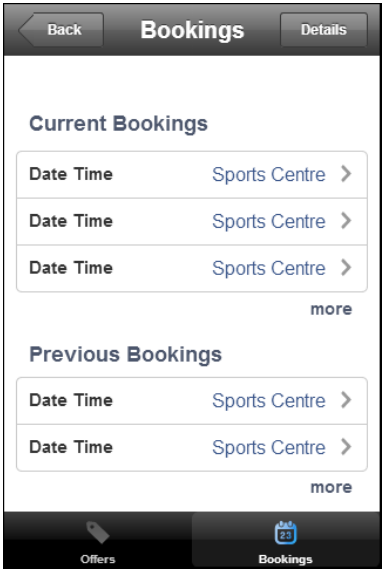 Back Bookings Details
Current Bookings
Date Time Sports Centre
Date Time Sports Centre
Date Time Sports Centre
more
Previous Bookings
Date Time Sports Centre
Date Time Sports Centre
more
23
Offers Bookings